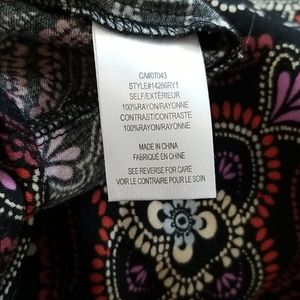 CA#07043
STYLE#14266RY1
SELF/EXTÉRIEUR
100%RAYON/RAYONNE
CONTRAST/CONTRASTE
100%RAYON/RAYONNE
MADE IN CHINA
FABRIQUÉ EN CHINE
SEE REVERSE FOR CARE
VOIR LE CONTRAIRE POUR LE SOIN